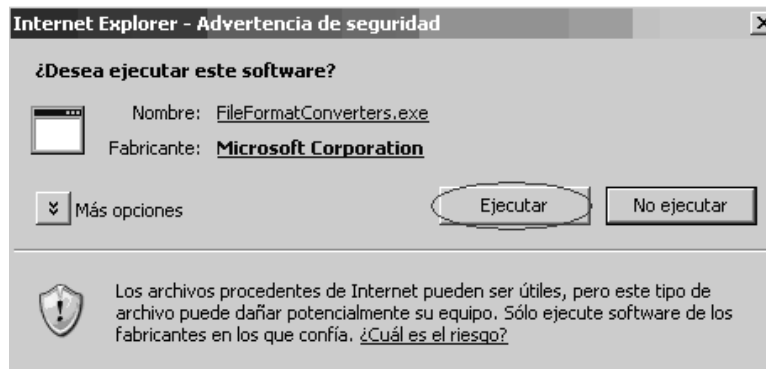 Internet Explorer - Advertencia de seguridad
¿Desea ejecutar este software?
Nombre: FileFormatConverters.exe
Fabricante: Microsoft Corporation
Más opciones
Ejecutar
No ejecutar
Los archivos procedentes de Internet pueden ser útiles, pero este tipo de
archivo puede dañar potencialmente su equipo. Sólo ejecute software de los
fabricantes en los que confía. ¿Cuál es el riesgo?